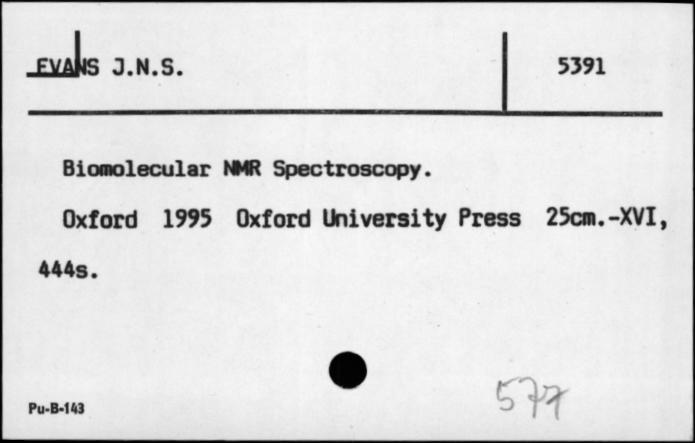 EVANS J.N.S. 5391
Biomolecular NMR Spectroscopy.
Oxford 1995 Oxford University Press 25cm.-XVI,
444s.
577
Pu-B-143